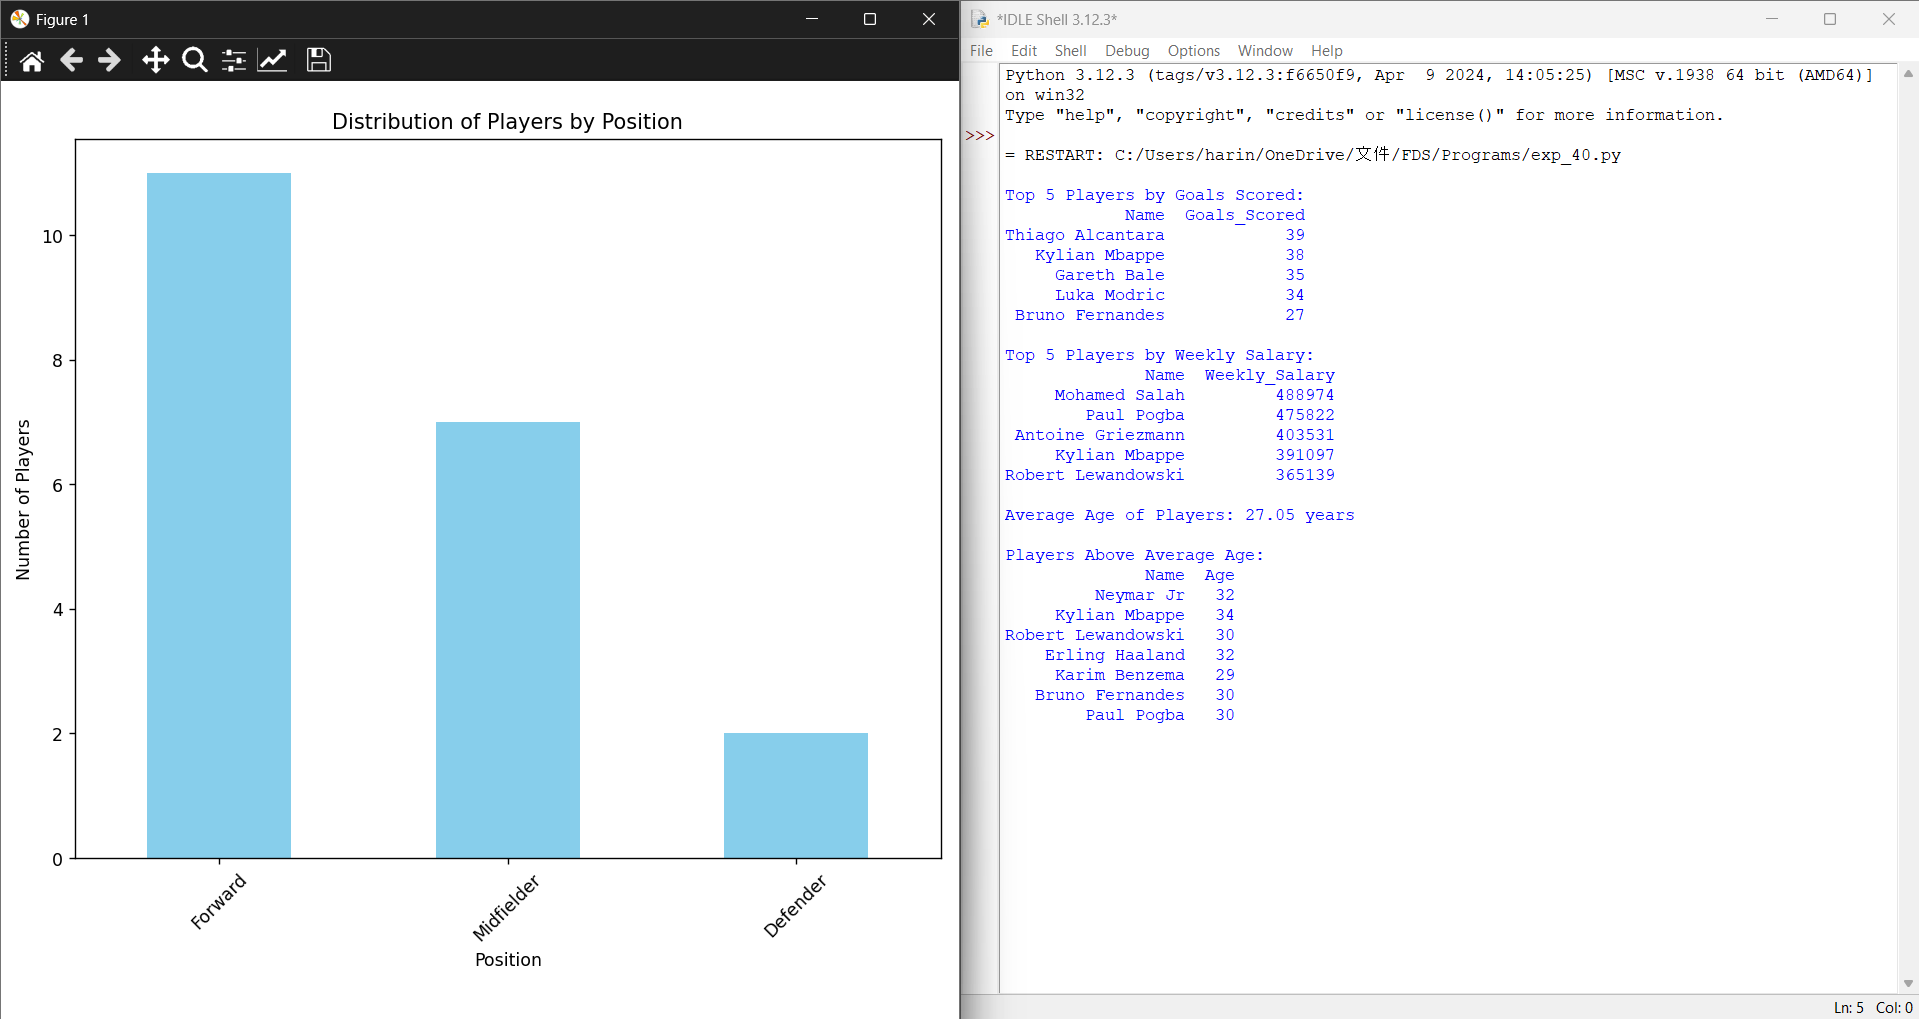 Figure 1
Distribution of Players by Position
Number of Players
10
8
6
4
2
0
Forward
Midfielder
Defender
Position
*IDLE Shell 3.12.3*
File Edit Shell Debug Options Window Help
Python 3.12.3 (tags/v3.12.3:f6650f9, Apr  9 2024, 14:05:25) [MSC v.1938 64 bit (AMD64)]
on win32
Type "help", "copyright", "credits" or "license()" for more information.
>>>
= RESTART: C:/Users/harin/OneDrive/文件/FDS/Programs/exp_40.py
Top 5 Players by Goals Scored:
Name  Goals_Scored
Thiago Alcantara 39
Kylian Mbappe 38
Gareth Bale 35
Luka Modric 34
Bruno Fernandes 27
Top 5 Players by Weekly Salary:
Name  Weekly_Salary
Mohamed Salah 488974
Paul Pogba 475822
Antoine Griezmann 403531
Kylian Mbappe 391097
Robert Lewandowski 365139
Average Age of Players: 27.05 years
Players Above Average Age:
Name  Age
Neymar Jr 32
Kylian Mbappe 34
Robert Lewandowski 30
Erling Haaland 32
Karim Benzema 29
Bruno Fernandes 30
Paul Pogba 30
Ln: 5 Col: 0